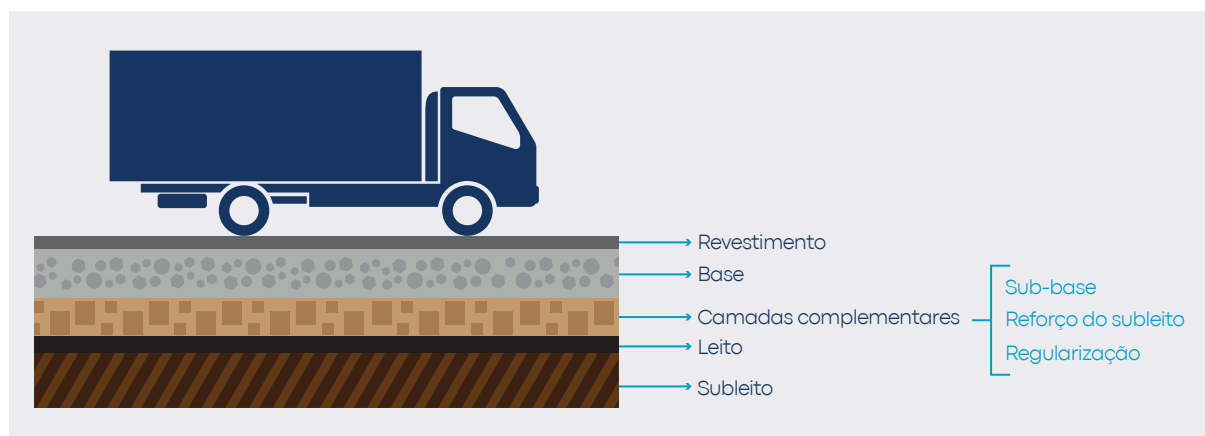 Revestimento
Base
Camadas complementares
Leito
Subleito
Sub-base
Reforço do subleito
Regularização